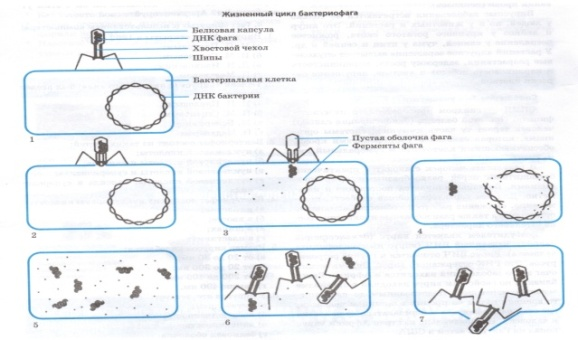 Жизненный цикл бактериофага
Белковая капсула
ДНК фага
Хвостовой чехол
Шипы
Бактериальная клетка
ДНК бактерии
1
Пустая оболочка фага
Ферменты фага
2
3
4
5
6
7